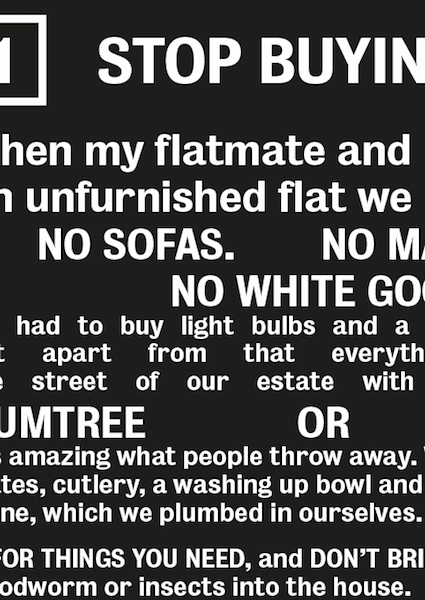 1 STOP BUYIN
hen my flatmate and
n unfurnished flat we
NO SOFAS. NO MA
NO WHITE GOO
had to buy light bulbs and a
t apart from that everyth
e street of our estate with
UMTREE OR
s amazing what people throw away.
ates, cutlery, a washing up bowl and
ne, which we plumbed in ourselves.
FOR THINGS YOU NEED, and DON'T BRI
odworm or insects into the house.